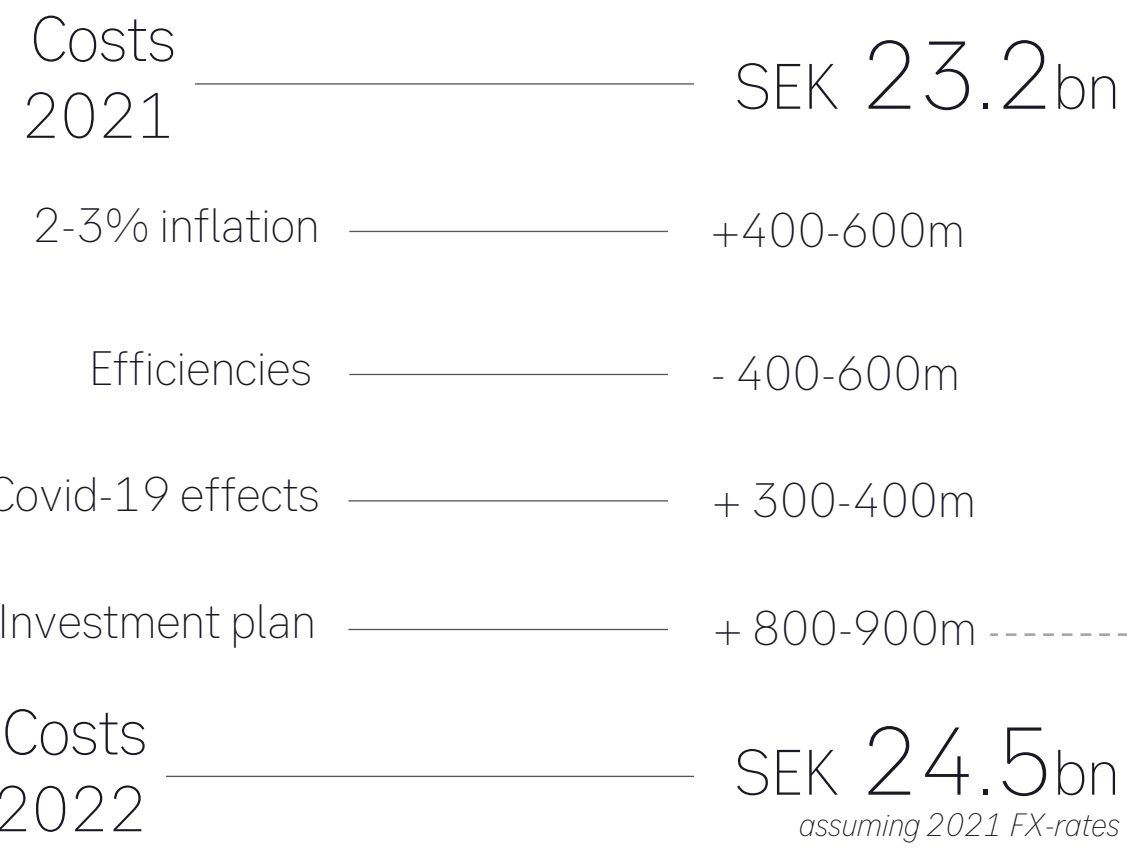 Costs
2021
SEK 23.2bn
2-3% inflation
+400-600m
Efficiencies
- 400-600m
Covid-19 effects
+ 300-400m
Investment plan
+ 800-900m
Costs
2022
SEK 24.5bn
assuming 2021 FX-rates